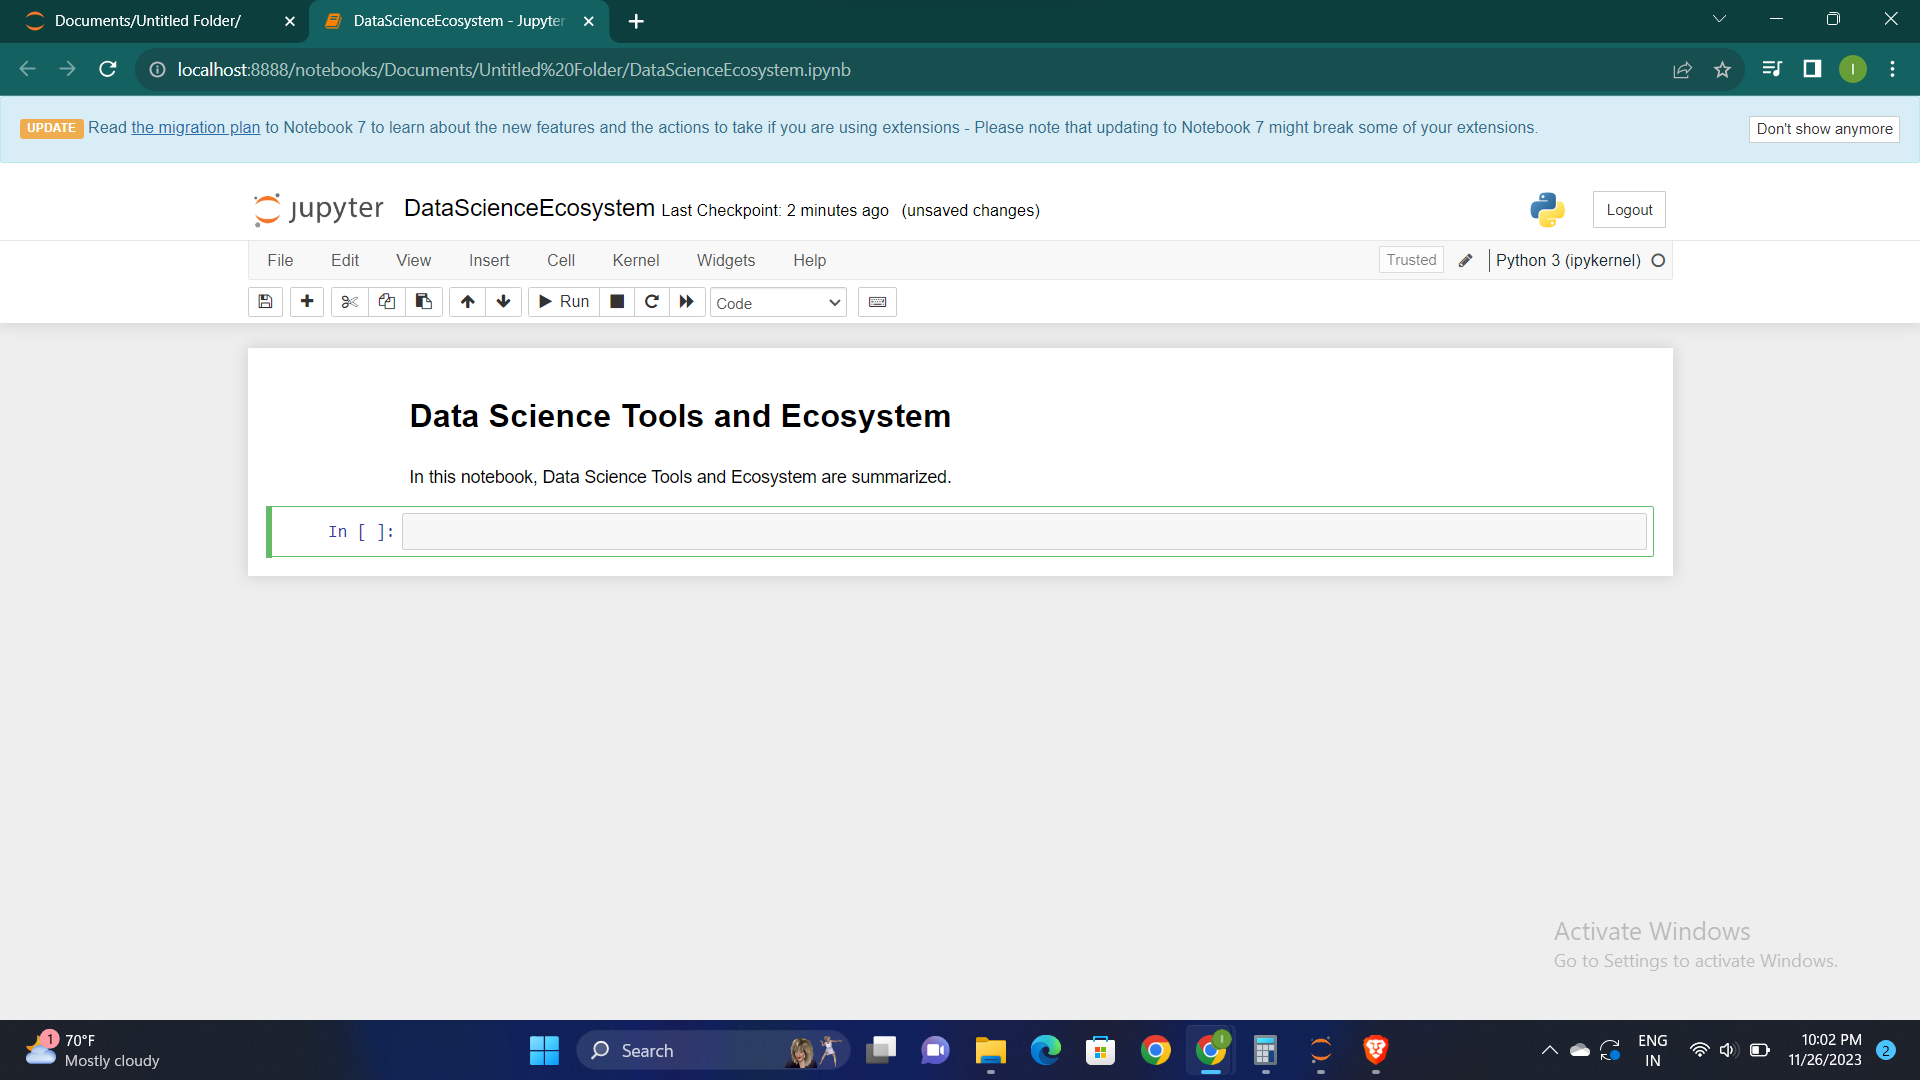 Documents/Untitled Folder/
DataScienceEcosystem - Jupyter
localhost:8888/notebooks/Documents/Untitled%20Folder/DataScienceEcosystem.ipynb
I
UPDATE Read the migration plan to Notebook 7 to learn about the new features and the actions to take if you are using extensions - Please note that updating to Notebook 7 might break some of your extensions.
Don't show anymore
jupyter DataScienceEcosystem Last Checkpoint: 2 minutes ago (unsaved changes)
Logout
File Edit View Insert Cell Kernel Widgets Help
Trusted
Python 3 (ipykernel)
Run
Code
Data Science Tools and Ecosystem
In this notebook, Data Science Tools and Ecosystem are summarized.
In [ ]:
Activate Windows
Go to Settings to activate Windows.
1
70°F
Mostly cloudy
Search
I
ENG
IN
10:02 PM
11/26/2023
2